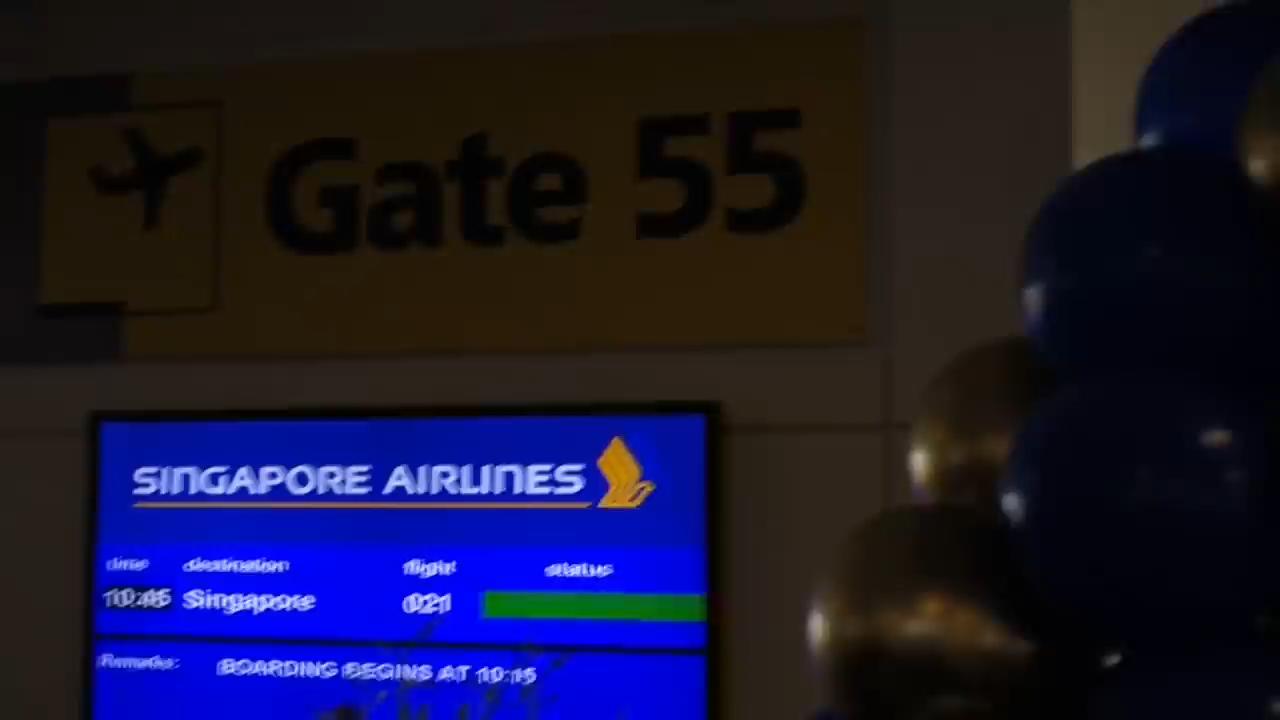 Gate 55
SINGAPORE AIRLINES
time destination flight status
10:45 Singapore 021
Remarks: BOARDING BEGINS AT 10:15